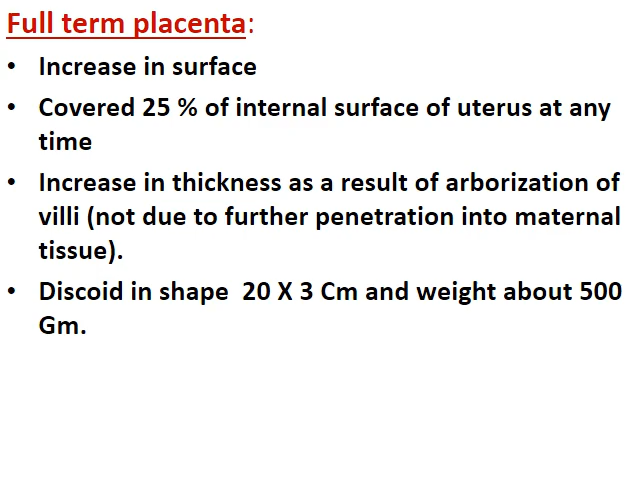 Full term placenta:
• Increase in surface
• Covered 25 % of internal surface of uterus at any
time
• Increase in thickness as a result of arborization of
villi (not due to further penetration into maternal
tissue).
• Discoid in shape  20 X 3 Cm and weight about 500
Gm.